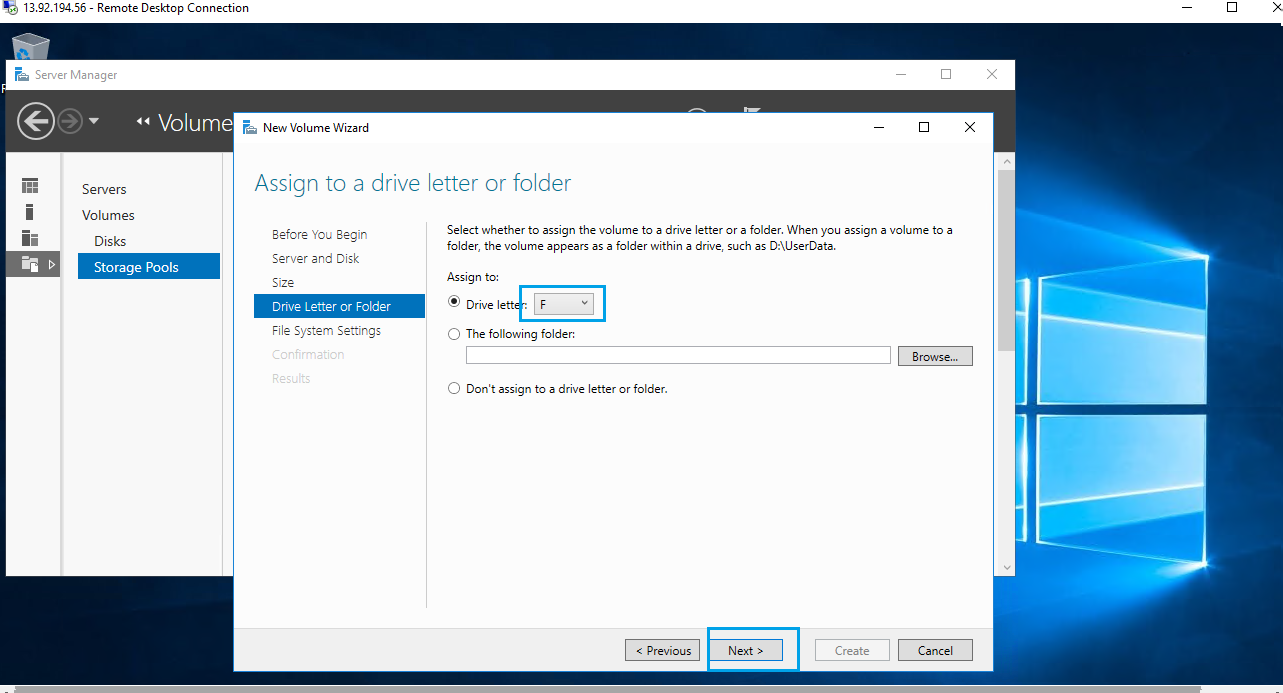 13.92.194.56 - Remote Desktop Connection
Server Manager
Volume
New Volume Wizard
Servers
Volumes
Disks
Storage Pools
Assign to a drive letter or folder
Before You Begin
Server and Disk
Size
Drive Letter or Folder
File System Settings
Confirmation
Results
Select whether to assign the volume to a drive letter or a folder. When you assign a volume to a
folder, the volume appears as a folder within a drive, such as D:\UserData.
Assign to:
Drive letter: F
The following folder:
Browse...
Don't assign to a drive letter or folder.
< Previous Next > Create Cancel